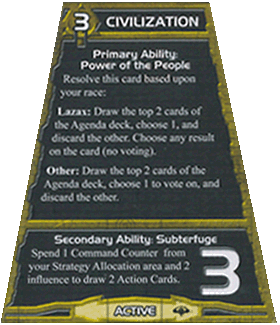 3 CIVILIZATION
Primary Ability:
Power of the People
Resolve this card based upon
your race:
Lazax: Draw the top 2 cards of
the Agenda deck, choose 1, and
discard the other. Choose any result
on the card (no voting).
Other: Draw the top 2 cards of the
Agenda deck, choose 1 to vote on, and
discard the other.
Secondary Ability: Subterfuge
Spend 1 Command Counter from
your Strategy Allocation area and 2
influence to draw 2 Action Cards.
3
ACTIVE